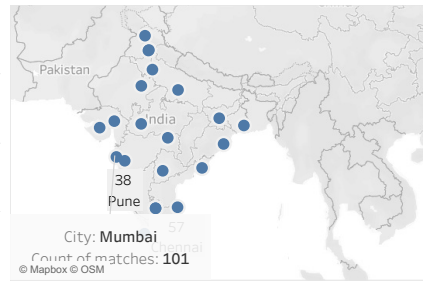 Pakistan
India
38
Pune
57
Chennai
City: Mumbai
Count of matches: 101
© Mapbox © OSM